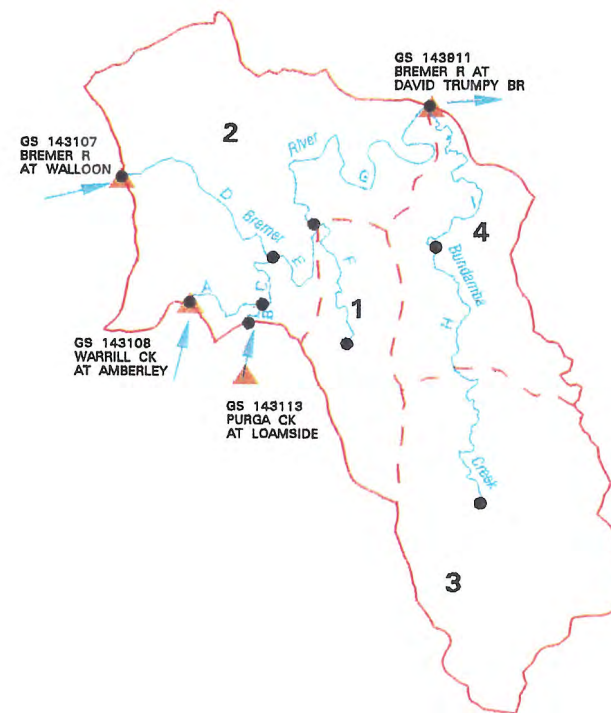 GS 143911
BREMER R AT
DAVID TRUMPY BR
2
GS 143107
BREMER R
AT WALLOON
River
G
D
Bremer
I
4
E
F
Bundamba
A
C
B
1
H
GS 143108
WARRILL CK
AT AMBERLEY
GS 143113
PURGA CK
AT LOAMSIDE
Creek
3